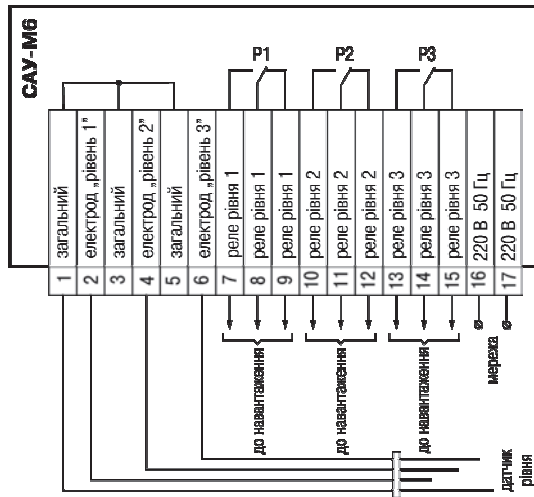 САУ-М6
Р1
Р2
Р3
загальний
електрод „рівень 1”
загальний
електрод „рівень 2”
загальний
електрод „рівень 3”
реле рівня 1
реле рівня 1
реле рівня 1
реле рівня 2
реле рівня 2
реле рівня 2
реле рівня 3
реле рівня 3
реле рівня 3
220 В 50 Гц
220 В 50 Гц
1
2
3
4
5
6
7
8
9
10
11
12
13
14
15
16
17
до навантаження
до навантаження
до навантаження
мережа
датчик
рівня